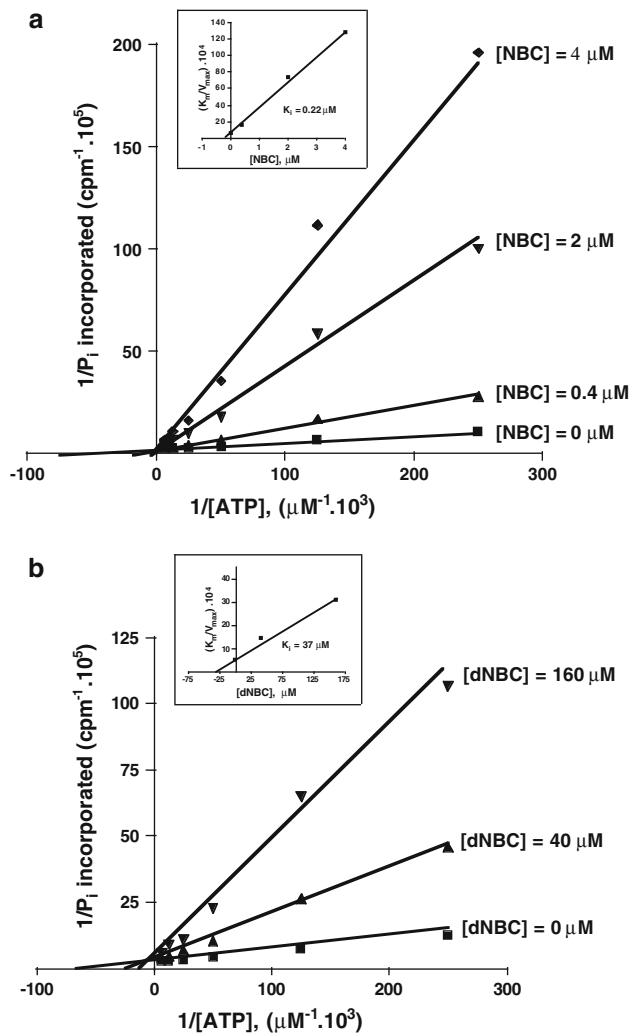 a
200
150
100
50
1/Pi incorporated (cpm-1.105)
-100
0
100
200
300
1/[ATP], (μM-1.103)
[NBC] = 4 μM
[NBC] = 2 μM
[NBC] = 0.4 μM
[NBC] = 0 μM
140
120
100
80
60
40
20
(Km/Vmax) .104
-1
0
1
2
3
4
[NBC], μM
Ki = 0.22 μM
b
125
100
75
50
25
1/Pi incorporated (cpm-1.105)
-100
0
100
200
300
1/[ATP], (μM-1.103)
[dNBC] = 160 μM
[dNBC] = 40 μM
[dNBC] = 0 μM
40
30
20
10
(Km/Vmax) .104
-75
-25
25
75
125
175
[dNBC], μM
Ki = 37 μM